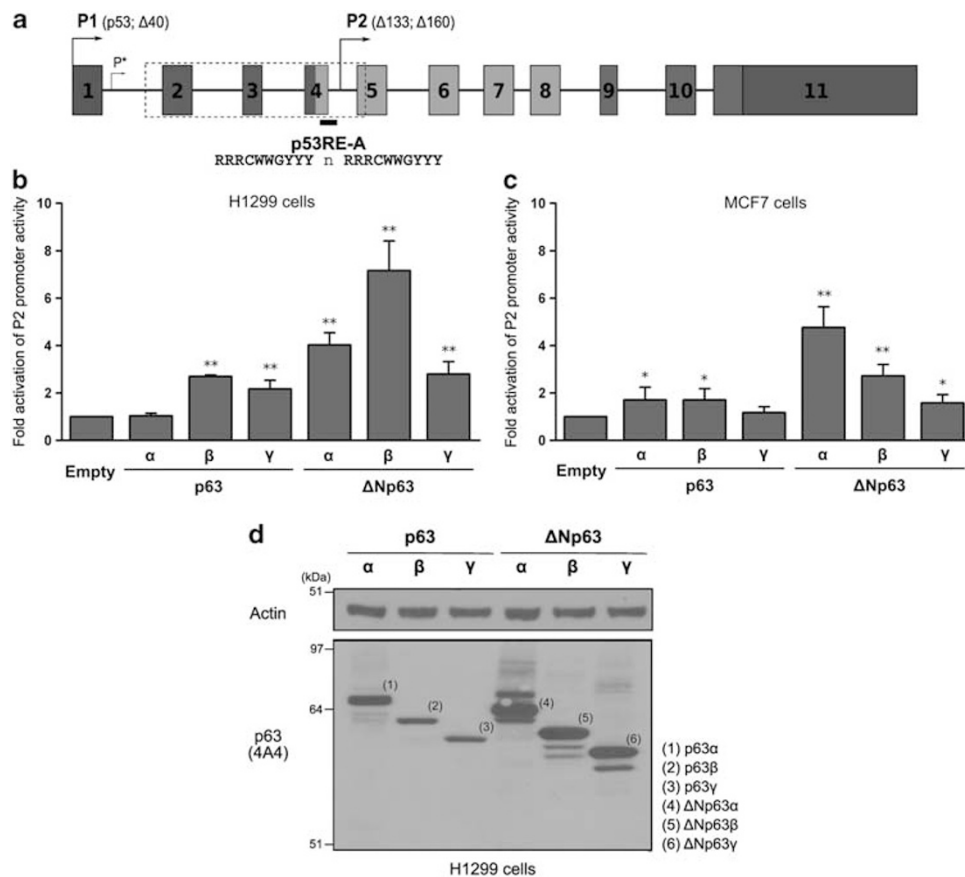 a
P1 (p53; Δ40)
P2 (Δ133; Δ160)
P*
1 2 3 4 5 6 7 8 9 10 11
p53RE-A
RRRCWWGYYY n RRRCWWGYYY
b
H1299 cells
Fold activation of P2 promoter activity
10
8
6
4
2
0
** ** ** ** **
Empty α β γ α β γ
p63 ΔNp63
c
MCF7 cells
Fold activation of P2 promoter activity
10
8
6
4
2
0
* * ** ** *
Empty α β γ α β γ
p63 ΔNp63
d
p63 ΔNp63
α β γ α β γ
(kDa)
51
Actin
97
64
51
p63
(4A4)
(1)
(2)
(3)
(4)
(5)
(6)
(1) p63α
(2) p63β
(3) p63γ
(4) ΔNp63α
(5) ΔNp63β
(6) ΔNp63γ
H1299 cells